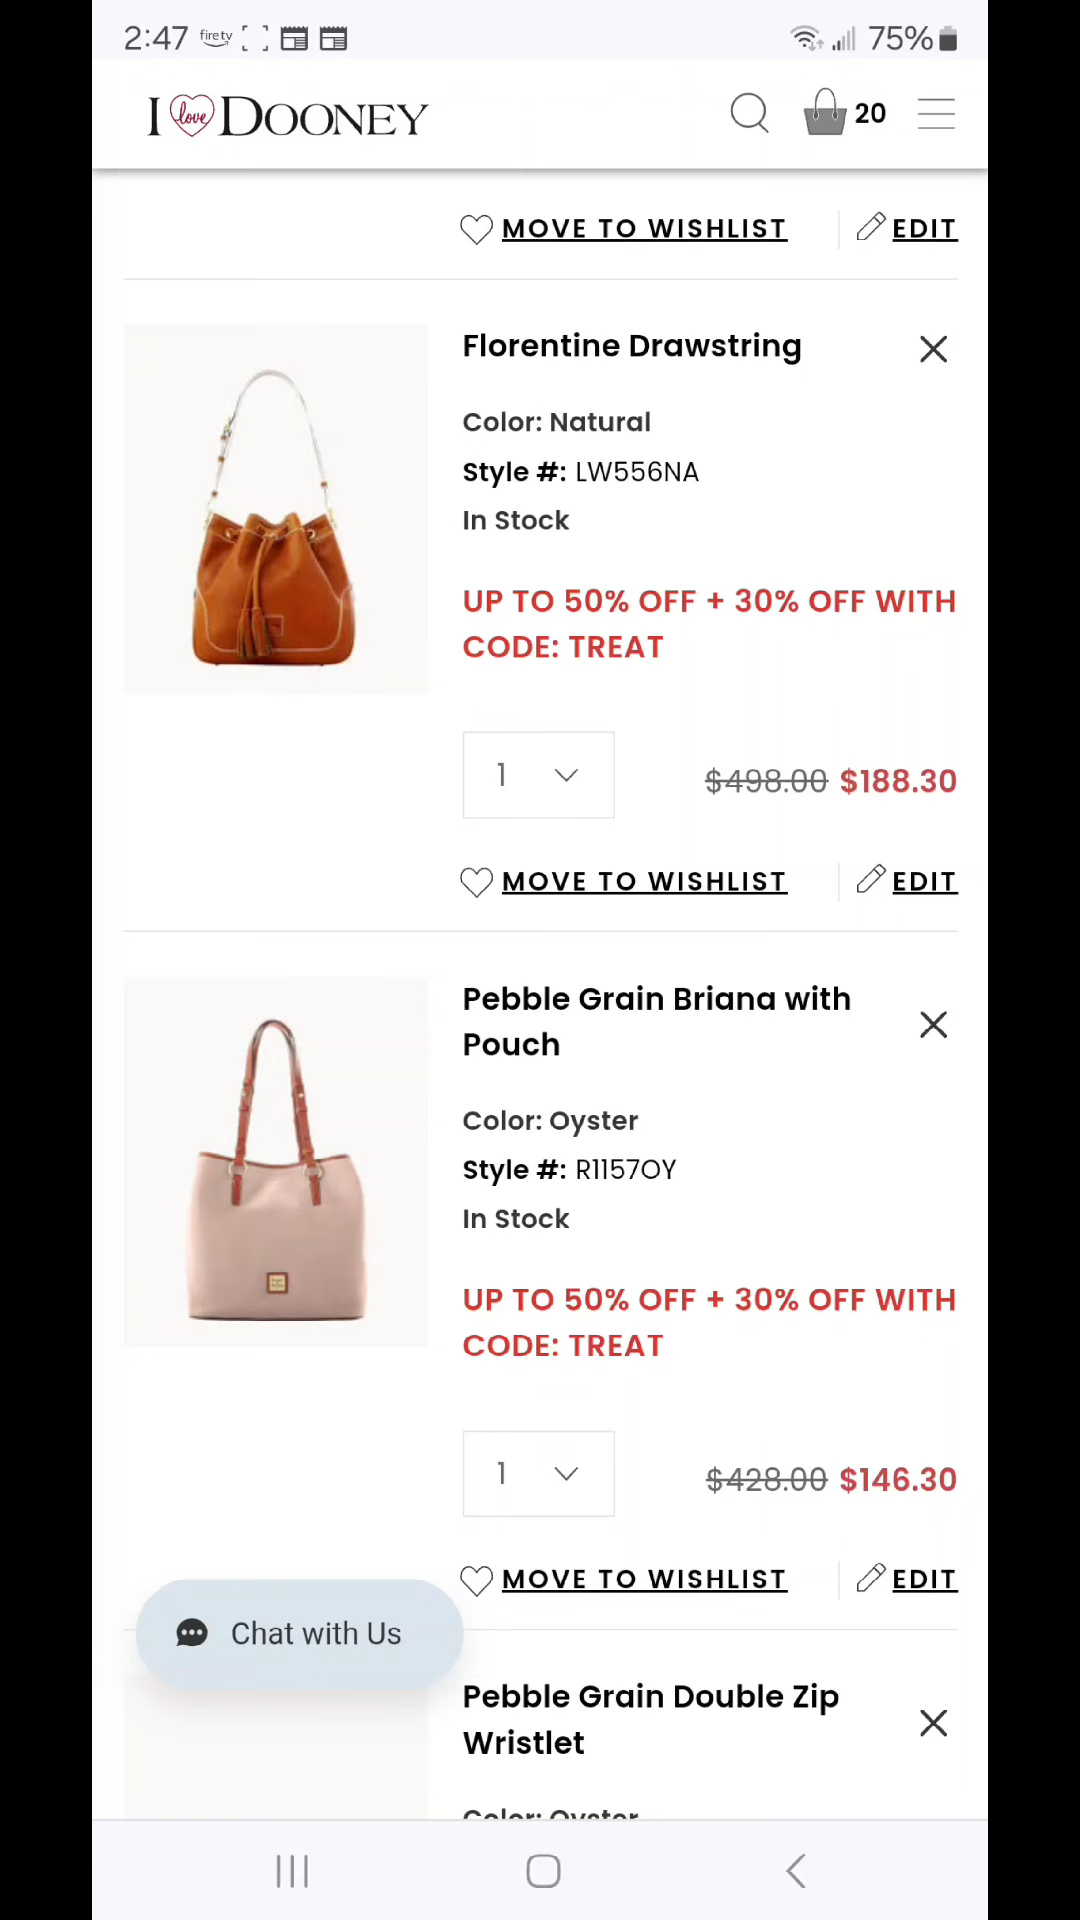 2:47 firetv 75%
I love DOONEY 20
MOVE TO WISHLIST EDIT
Florentine Drawstring
Color: Natural
Style #: LW556NA
In Stock
UP TO 50% OFF + 30% OFF WITH
CODE: TREAT
1 $498.00 $188.30
MOVE TO WISHLIST EDIT
Pebble Grain Briana with
Pouch
Color: Oyster
Style #: R1157OY
In Stock
UP TO 50% OFF + 30% OFF WITH
CODE: TREAT
1 $428.00 $146.30
MOVE TO WISHLIST EDIT
Chat with Us
Pebble Grain Double Zip
Wristlet
Color: Oyster